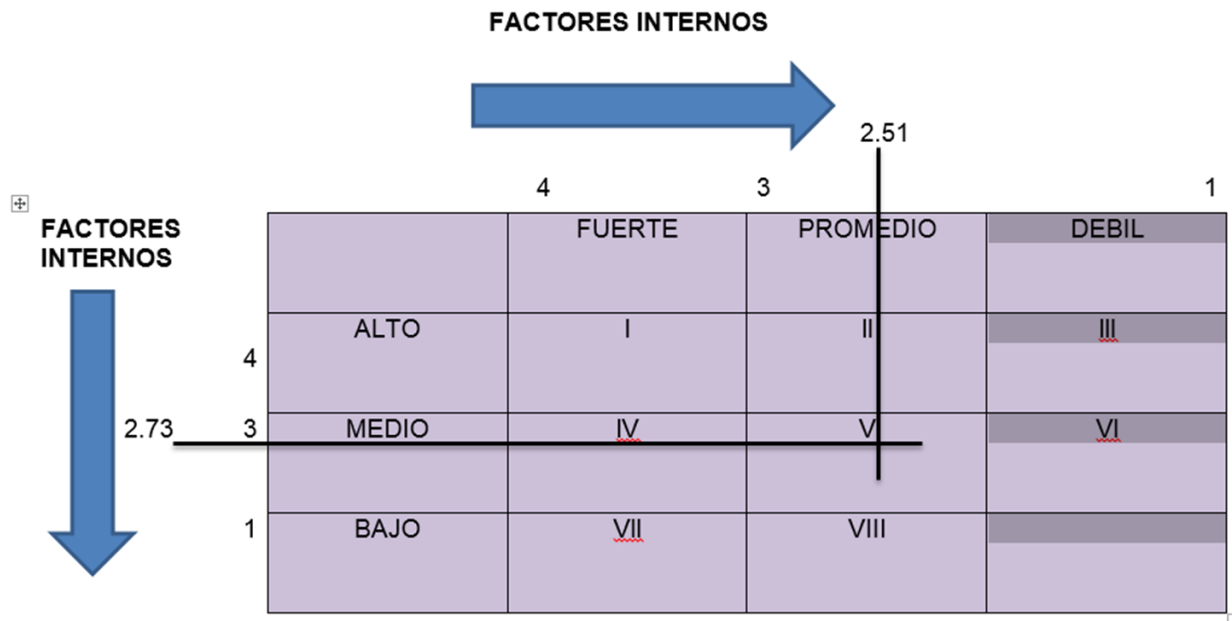 FACTORES INTERNOS
2.51
4 3 1
FACTORES
INTERNOS
FUERTE PROMEDIO DEBIL
ALTO I II III
4
2.73 3 MEDIO IV V VI
1 BAJO VII VIII